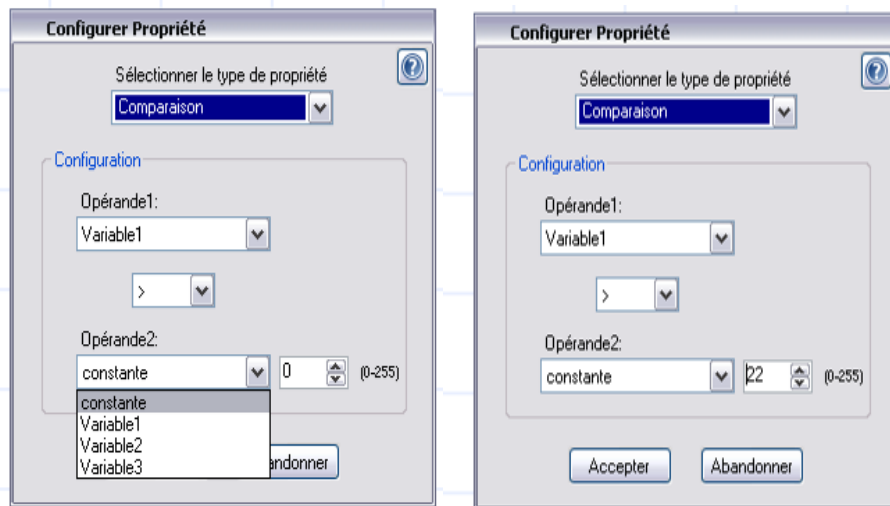 Configurer Propriété
?
Sélectionner le type de propriété
Comparaison
Configuration
Opérande1:
Variable1
>
Opérande2:
constante 0 (0-255)
constante
Variable1
Variable2
Variable3
andonner
Configurer Propriété
?
Sélectionner le type de propriété
Comparaison
Configuration
Opérande1:
Variable1
>
Opérande2:
constante 22 (0-255)
Accepter Abandonner